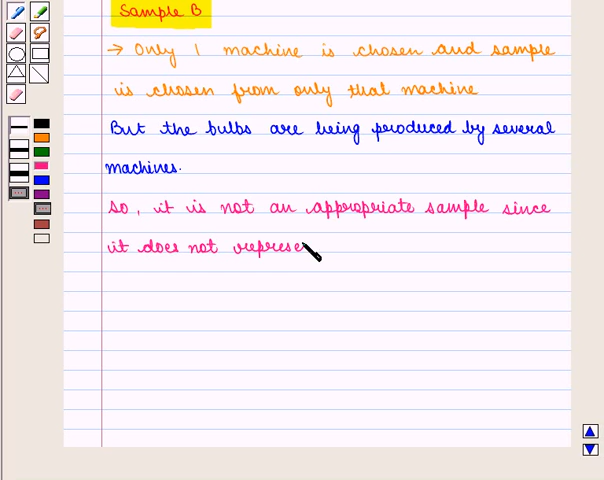 Sample B
→ Only 1 machine is chosen and sample
is chosen from only that machine
But the bulbs are being produced by several
machines.
So, it is not an appropriate sample since
it does not represe